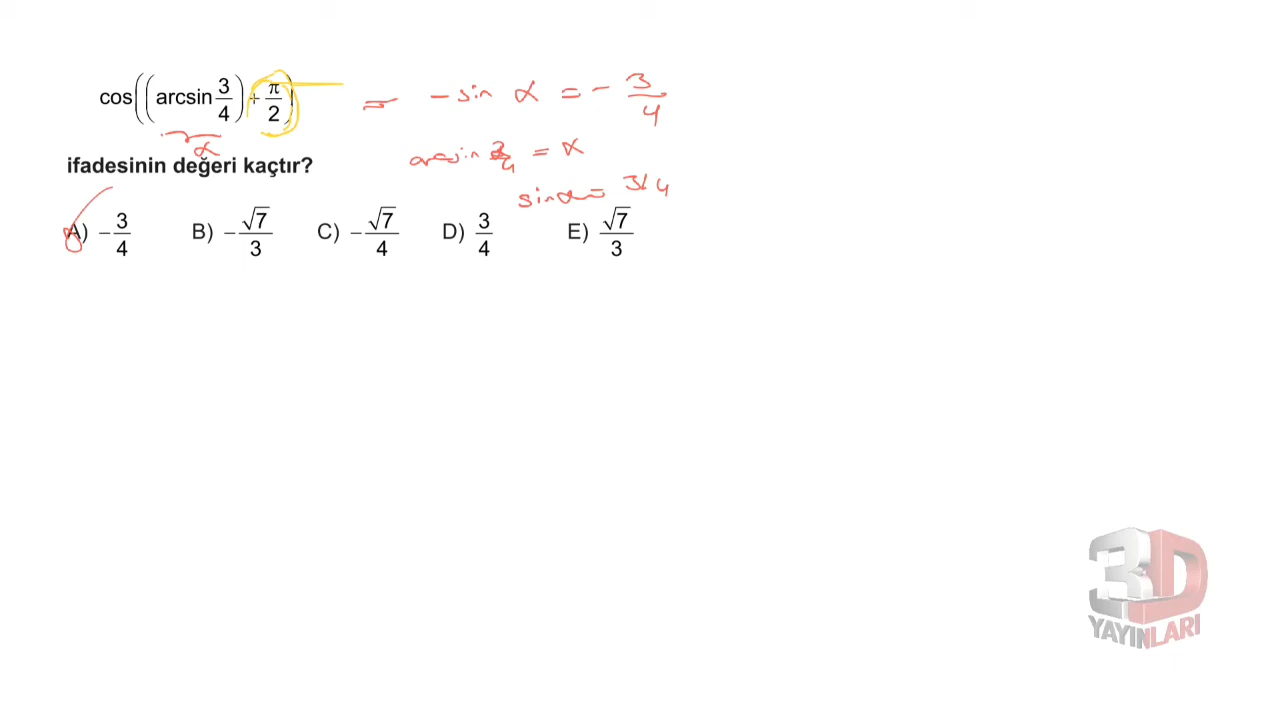 cos((arcsin 3/4) + π/2) = - sin α = - 3/4
α
arcsin 3/4 = α
ifadesinin değeri kaçtır?
sin α = 3/4
A) -3/4 B) -√7/3 C) -√7/4 D) 3/4 E) √7/3
3D
YAYINLARI